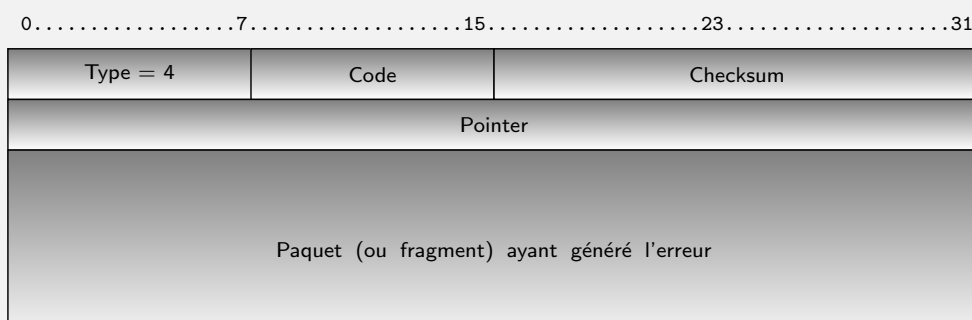 0..................7...................15....................23....................31
Type = 4 Code Checksum
Pointer
Paquet (ou fragment) ayant généré l'erreur